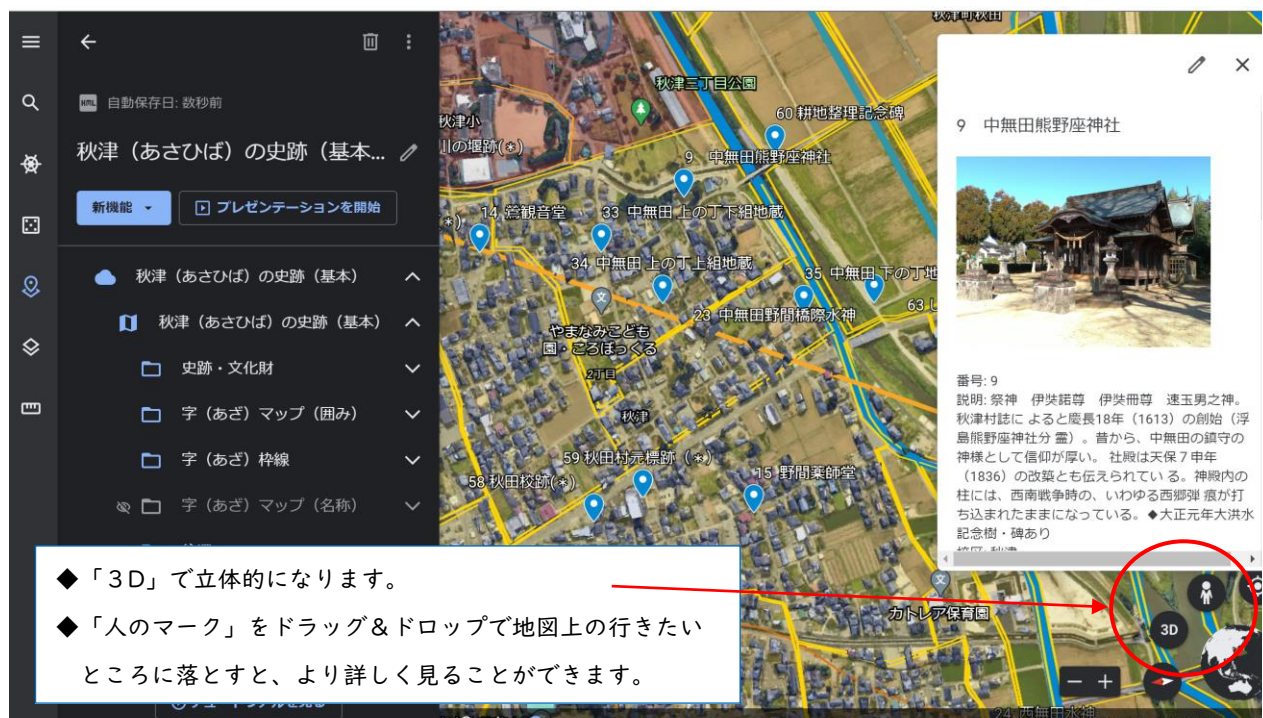 自動保存日: 数秒前
秋津（あさひば）の史跡（基本...
新機能
プレゼンテーションを開始
秋津（あさひば）の史跡（基本）
秋津（あさひば）の史跡（基本）
史跡・文化財
字（あざ）マップ（囲み）
字（あざ）枠線
字（あざ）マップ（名称）
◆「３Ｄ」で立体的になります。
◆「人のマーク」をドラッグ＆ドロップで地図上の行きたい
ところに落とすと、より詳しく見ることができます。
秋津町秋田
秋津三丁目公園
60 耕地整理記念碑
秋津小
川の堰跡(*)
9　中無田熊野座神社
14 鶯観音堂
33 中無田 上の丁下組地蔵
34 中無田 上の丁上組地蔵
35 中無田 下の丁地
23 中無田野間橋際水神
やまなみこども
園・ころぼっくる
2丁目
秋津
59 秋田村元標跡（*）
58 秋田校跡(*)
15 野間薬師堂
カトレア保育園
24 西無田水神
9　中無田熊野座神社
番号: 9
説明: 祭神　伊弉諾尊　伊弉冊尊　速玉男之神。
秋津村誌に よると慶長18年（1613）の創始（浮
島熊野座神社分 霊）。昔から、中無田の鎮守の
神様として信仰が厚い。 社殿は天保７申年
（1836）の改築とも伝えられてい る。神殿内の
柱には、西南戦争時の、いわゆる西郷弾 痕が打
ち込まれたままになっている。◆大正元年大洪水
記念樹・碑あり
3D